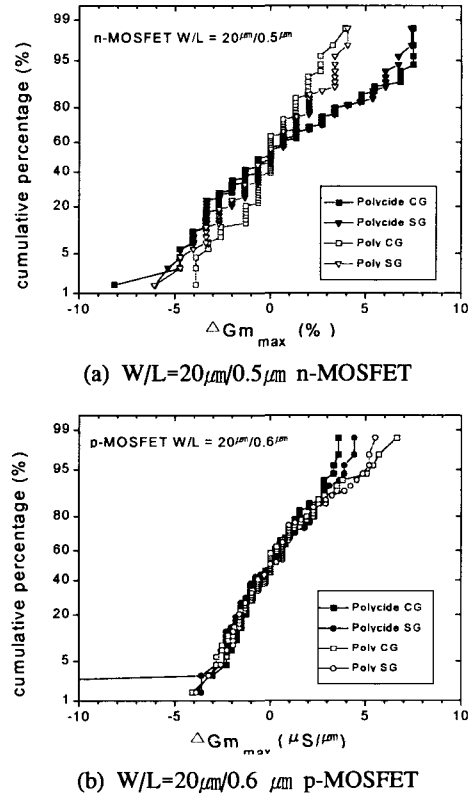 99
95
80
60
40
20
5
1
cumulative percentage (%)
n-MOSFET W/L = 20㎛/0.5㎛
Polycide CG
Polycide SG
Poly CG
Poly SG
-10 -5 0 5 10
△Gm max (%)
(a) W/L=20㎛/0.5㎛ n-MOSFET
99
95
80
60
40
20
5
1
cumulative percentage (%)
p-MOSFET W/L = 20㎛/0.6㎛
Polycide CG
Polycide SG
Poly CG
Poly SG
-10 -5 0 5 10
△Gm max (μS/㎛)
(b) W/L=20㎛/0.6 ㎛ p-MOSFET